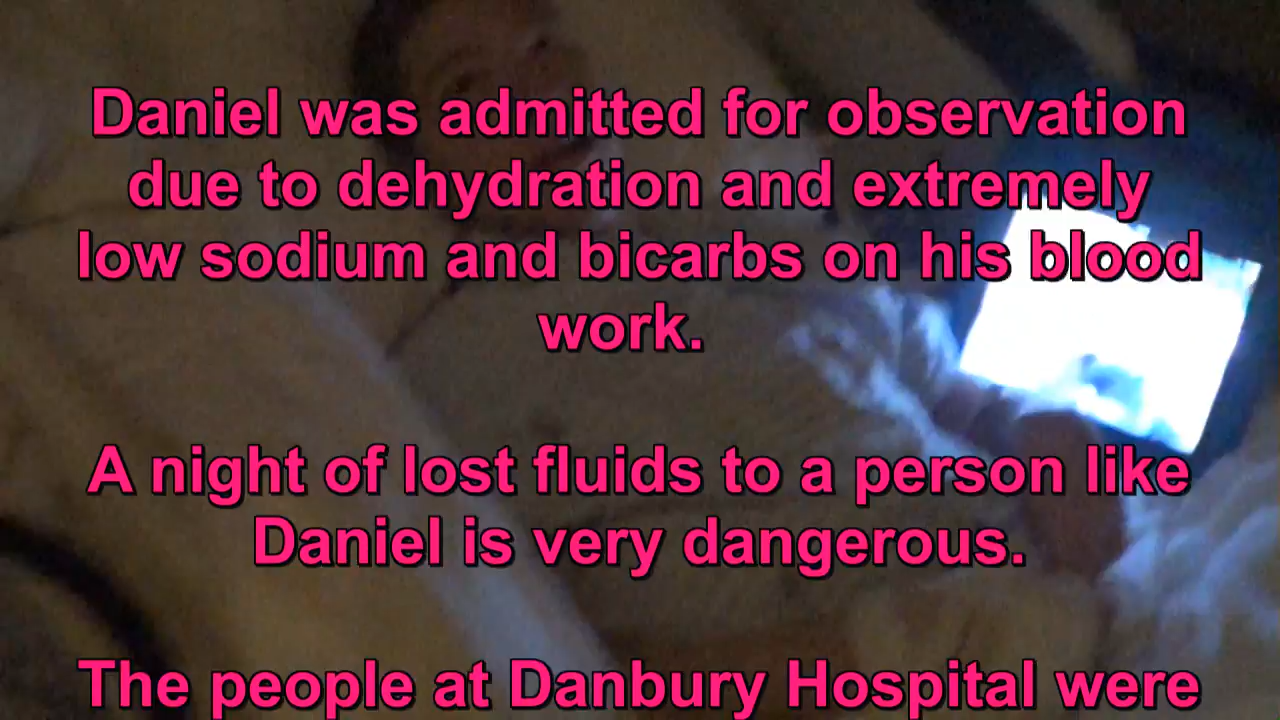 Daniel was admitted for observation
due to dehydration and extremely
low sodium and bicarbs on his blood
work.
A night of lost fluids to a person like
Daniel is very dangerous.
The people at Danbury Hospital were